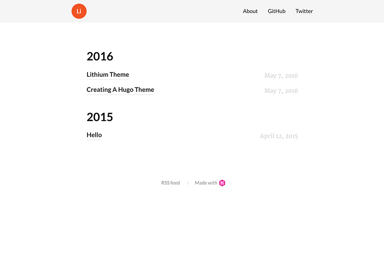 Li About GitHub Twitter
2016
Lithium Theme May 7, 2016
Creating A Hugo Theme May 7, 2016
2015
Hello April 12, 2015
RSS feed Made with H